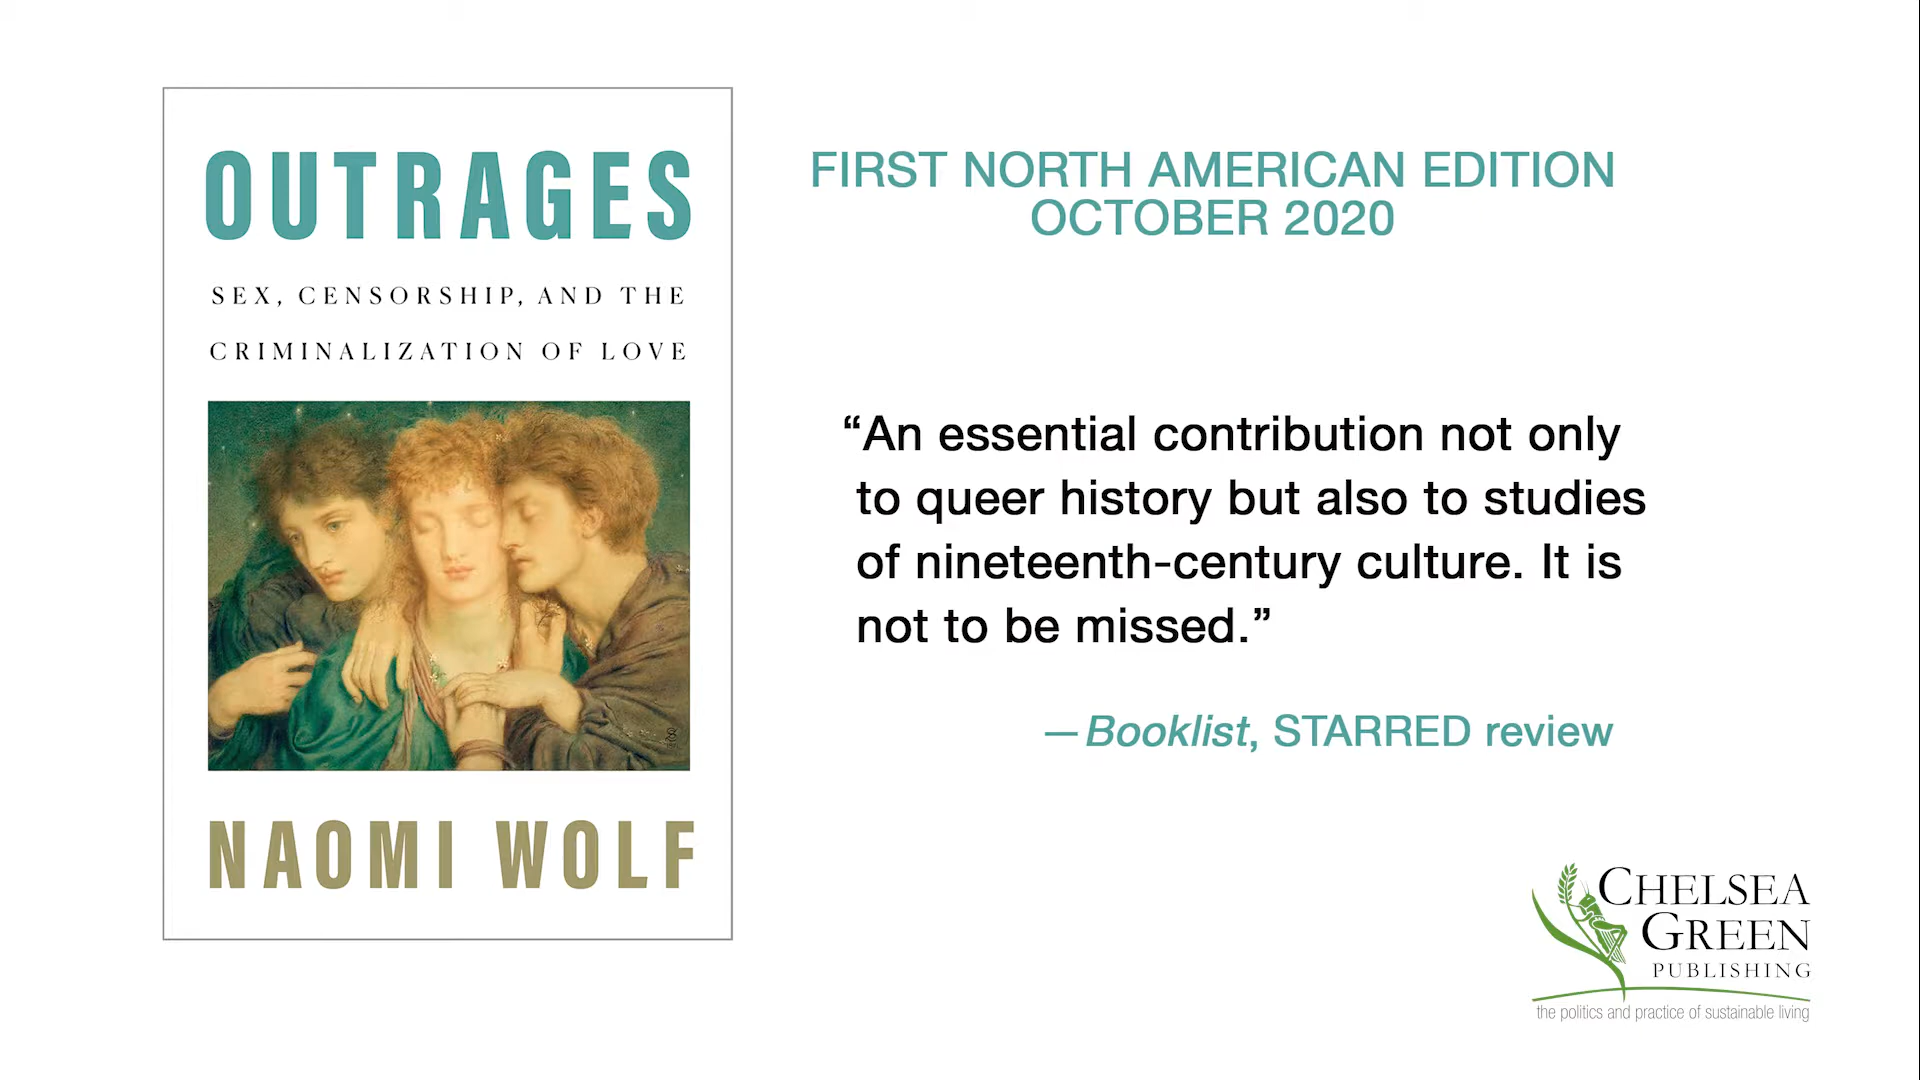 OUTRAGES
SEX, CENSORSHIP, AND THE
CRIMINALIZATION OF LOVE
NAOMI WOLF
FIRST NORTH AMERICAN EDITION
OCTOBER 2020
“An essential contribution not only
to queer history but also to studies
of nineteenth-century culture. It is
not to be missed.”
—Booklist, STARRED review
CHELSEA
GREEN
PUBLISHING
the politics and practice of sustainable living